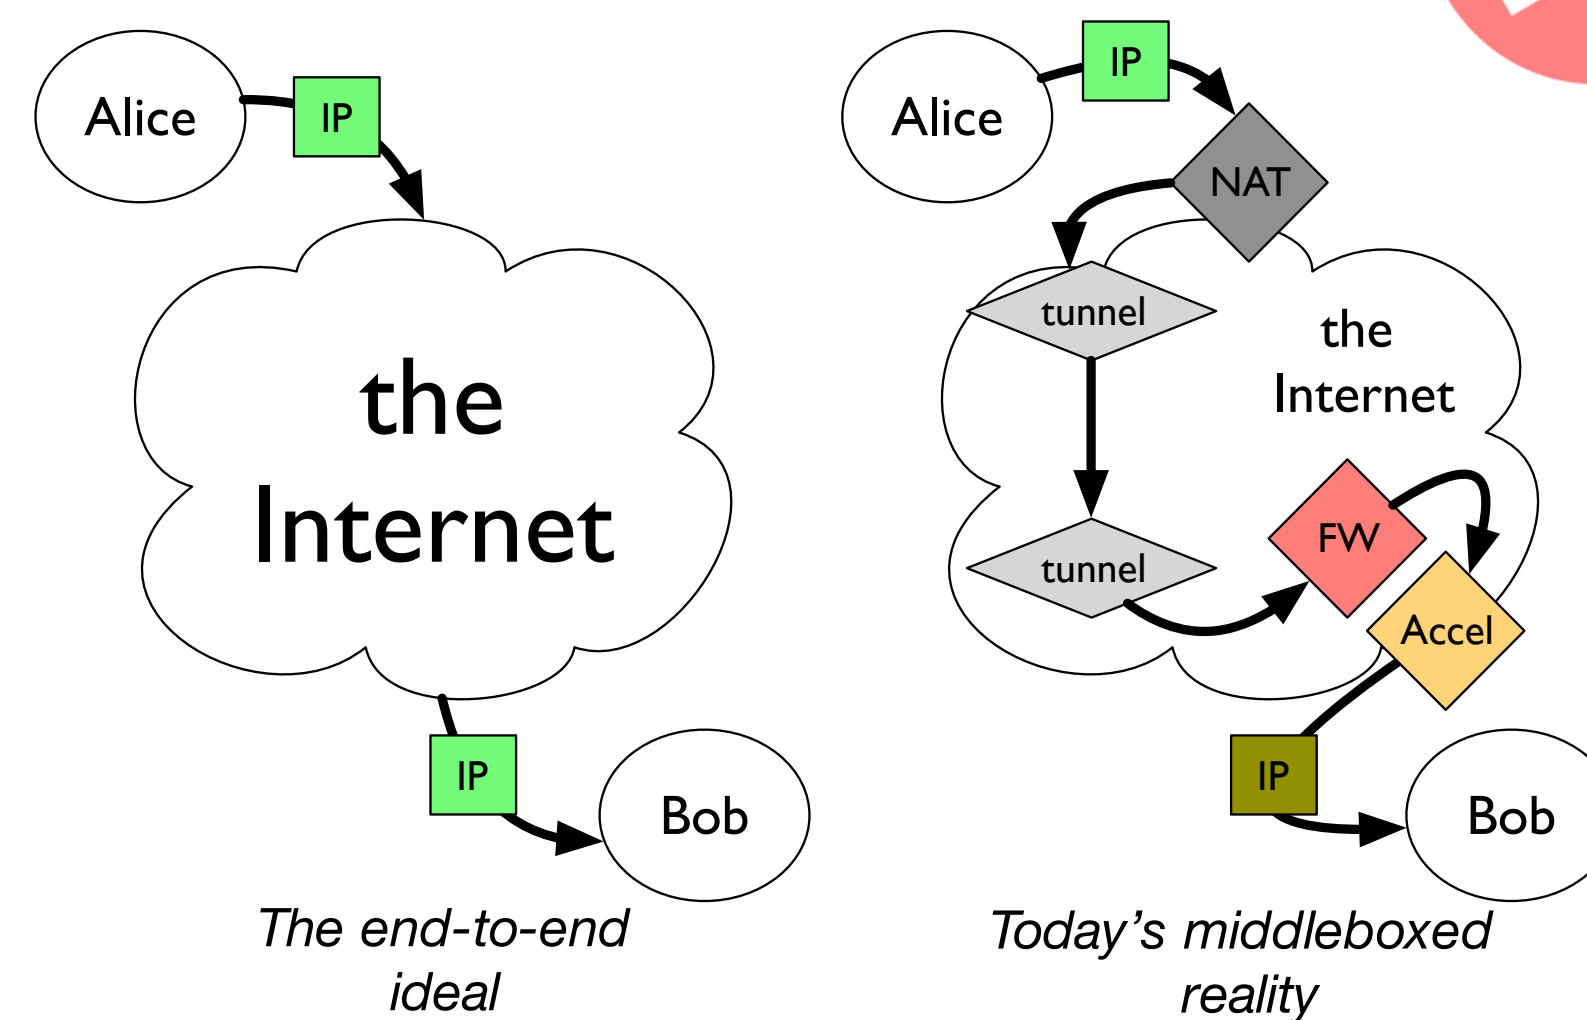 Alice
IP
the
Internet
IP
Bob
The end-to-end
ideal
Alice
IP
NAT
tunnel
the
Internet
tunnel
FW
Accel
IP
Bob
Today's middleboxed
reality